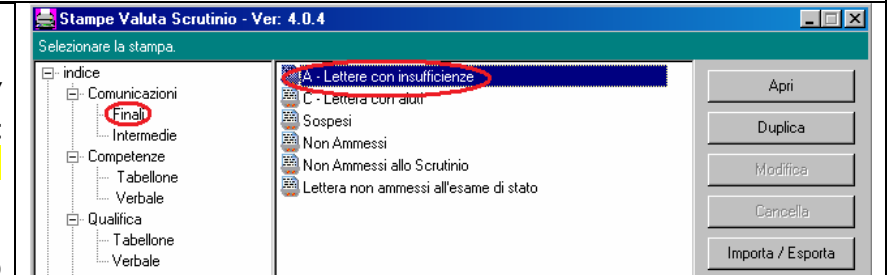 Stampe Valuta Scrutinio - Ver: 4.0.4
Selezionare la stampa.
indice
Comunicazioni
Finali
Intermedie
Competenze
Tabellone
Verbale
Qualifica
Tabellone
Verbale
A - Lettere con insufficienze
C - Lettera con aiuti
Sospesi
Non Ammessi
Non Ammessi allo Scrutinio
Lettera non ammessi all'esame di stato
Apri
Duplica
Modifica
Cancella
Importa / Esporta